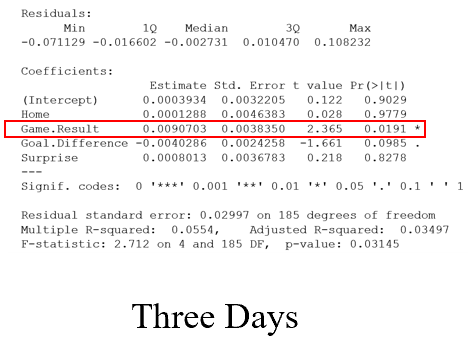 Residuals:
Min 1Q Median 3Q Max
-0.071129 -0.016602 -0.002731 0.010470 0.108232
Coefficients:
Estimate Std. Error t value Pr(>|t|)
(Intercept) 0.0003934 0.0032205 0.122 0.9029
Home 0.0001288 0.0046383 0.028 0.9779
Game.Result 0.0090703 0.0038350 2.365 0.0191 *
Goal.Difference -0.0040286 0.0024258 -1.661 0.0985 .
Surprise 0.0008013 0.0036783 0.218 0.8278
---
Signif. codes: 0 '***' 0.001 '**' 0.01 '*' 0.05 '.' 0.1 ' ' 1
Residual standard error: 0.02997 on 185 degrees of freedom
Multiple R-squared: 0.0554, Adjusted R-squared: 0.03497
F-statistic: 2.712 on 4 and 185 DF, p-value: 0.03145
Three Days